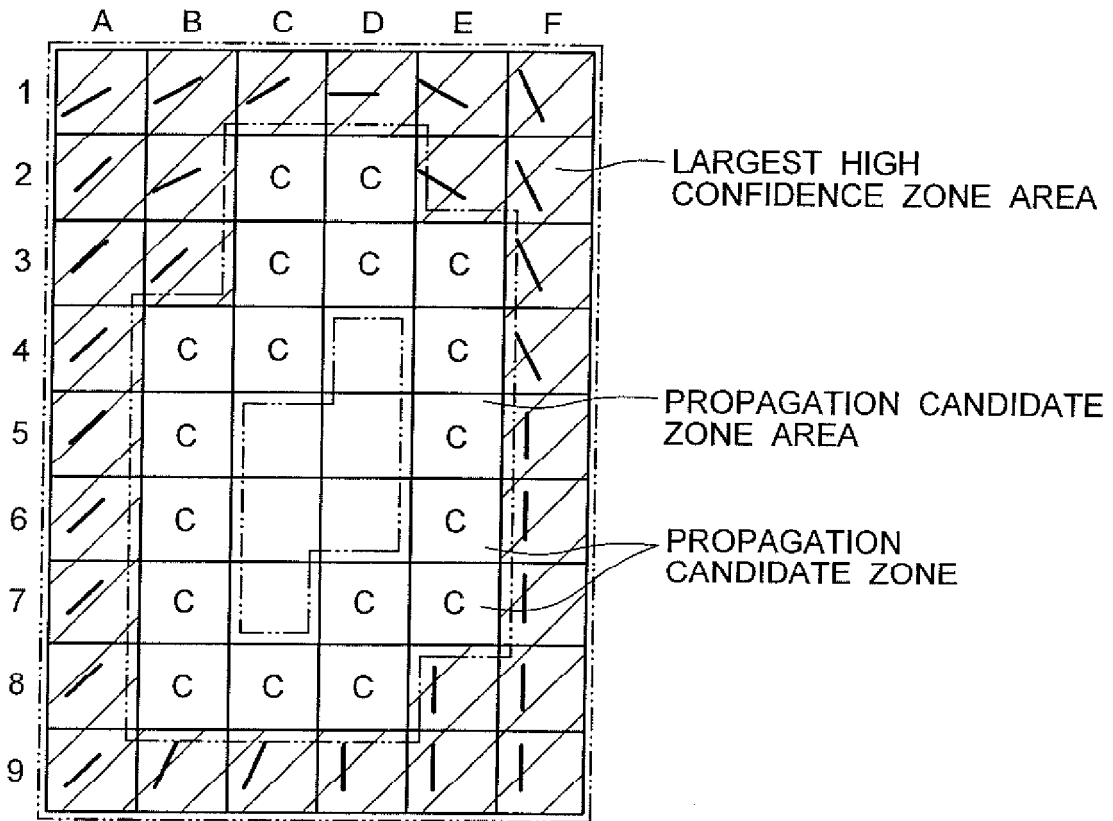 A B C D E F
1
2 C C LARGEST HIGH
CONFIDENCE ZONE AREA
3 C C C
4 C C C
5 C C PROPAGATION CANDIDATE
ZONE AREA
6 C C PROPAGATION
CANDIDATE ZONE
7 C C C
8 C C C
9